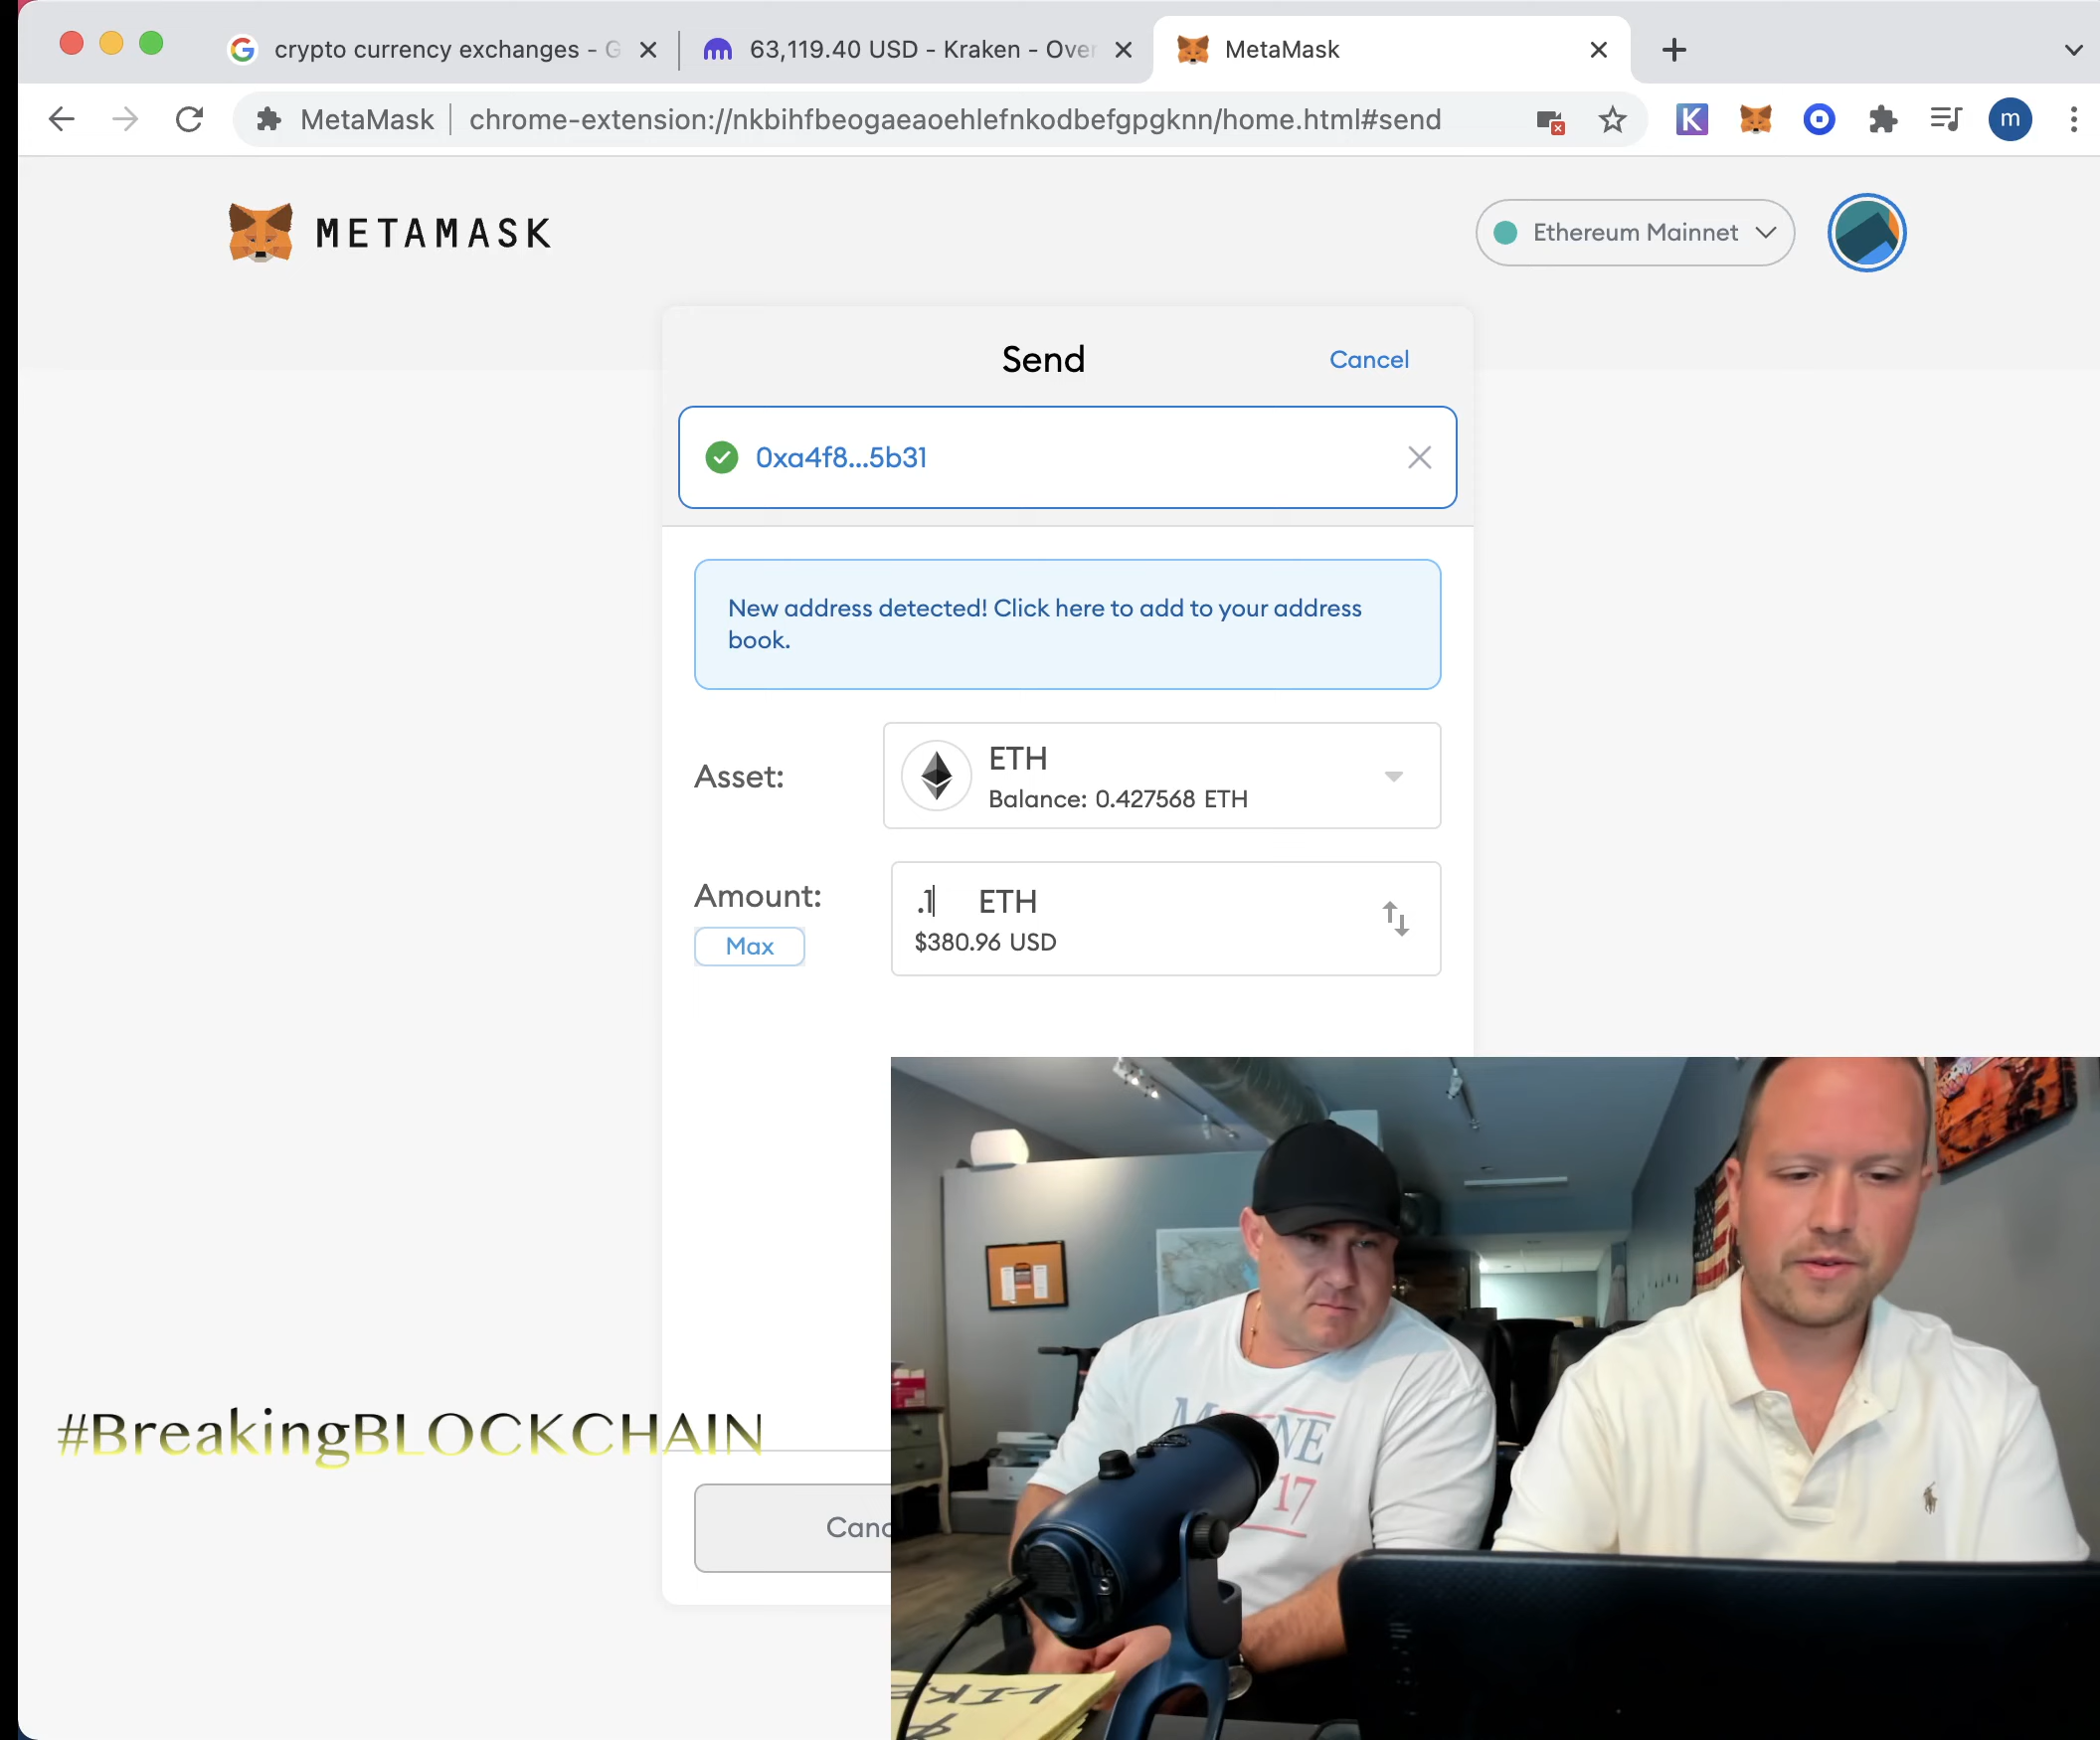 crypto currency exchanges - G
63,119.40 USD - Kraken - Over
MetaMask
MetaMask
chrome-extension://nkbihfbeogaeaoehlefnkodbefgpgknn/home.html#send
K
m
METAMASK
Ethereum Mainnet
Send
Cancel
0xa4f8...5b31
New address detected! Click here to add to your address
book.
Asset:
ETH
Balance: 0.427568 ETH
Amount:
.1 ETH
Max
$380.96 USD
#BreakingBLOCKCHAIN
Canc
17
LIKE